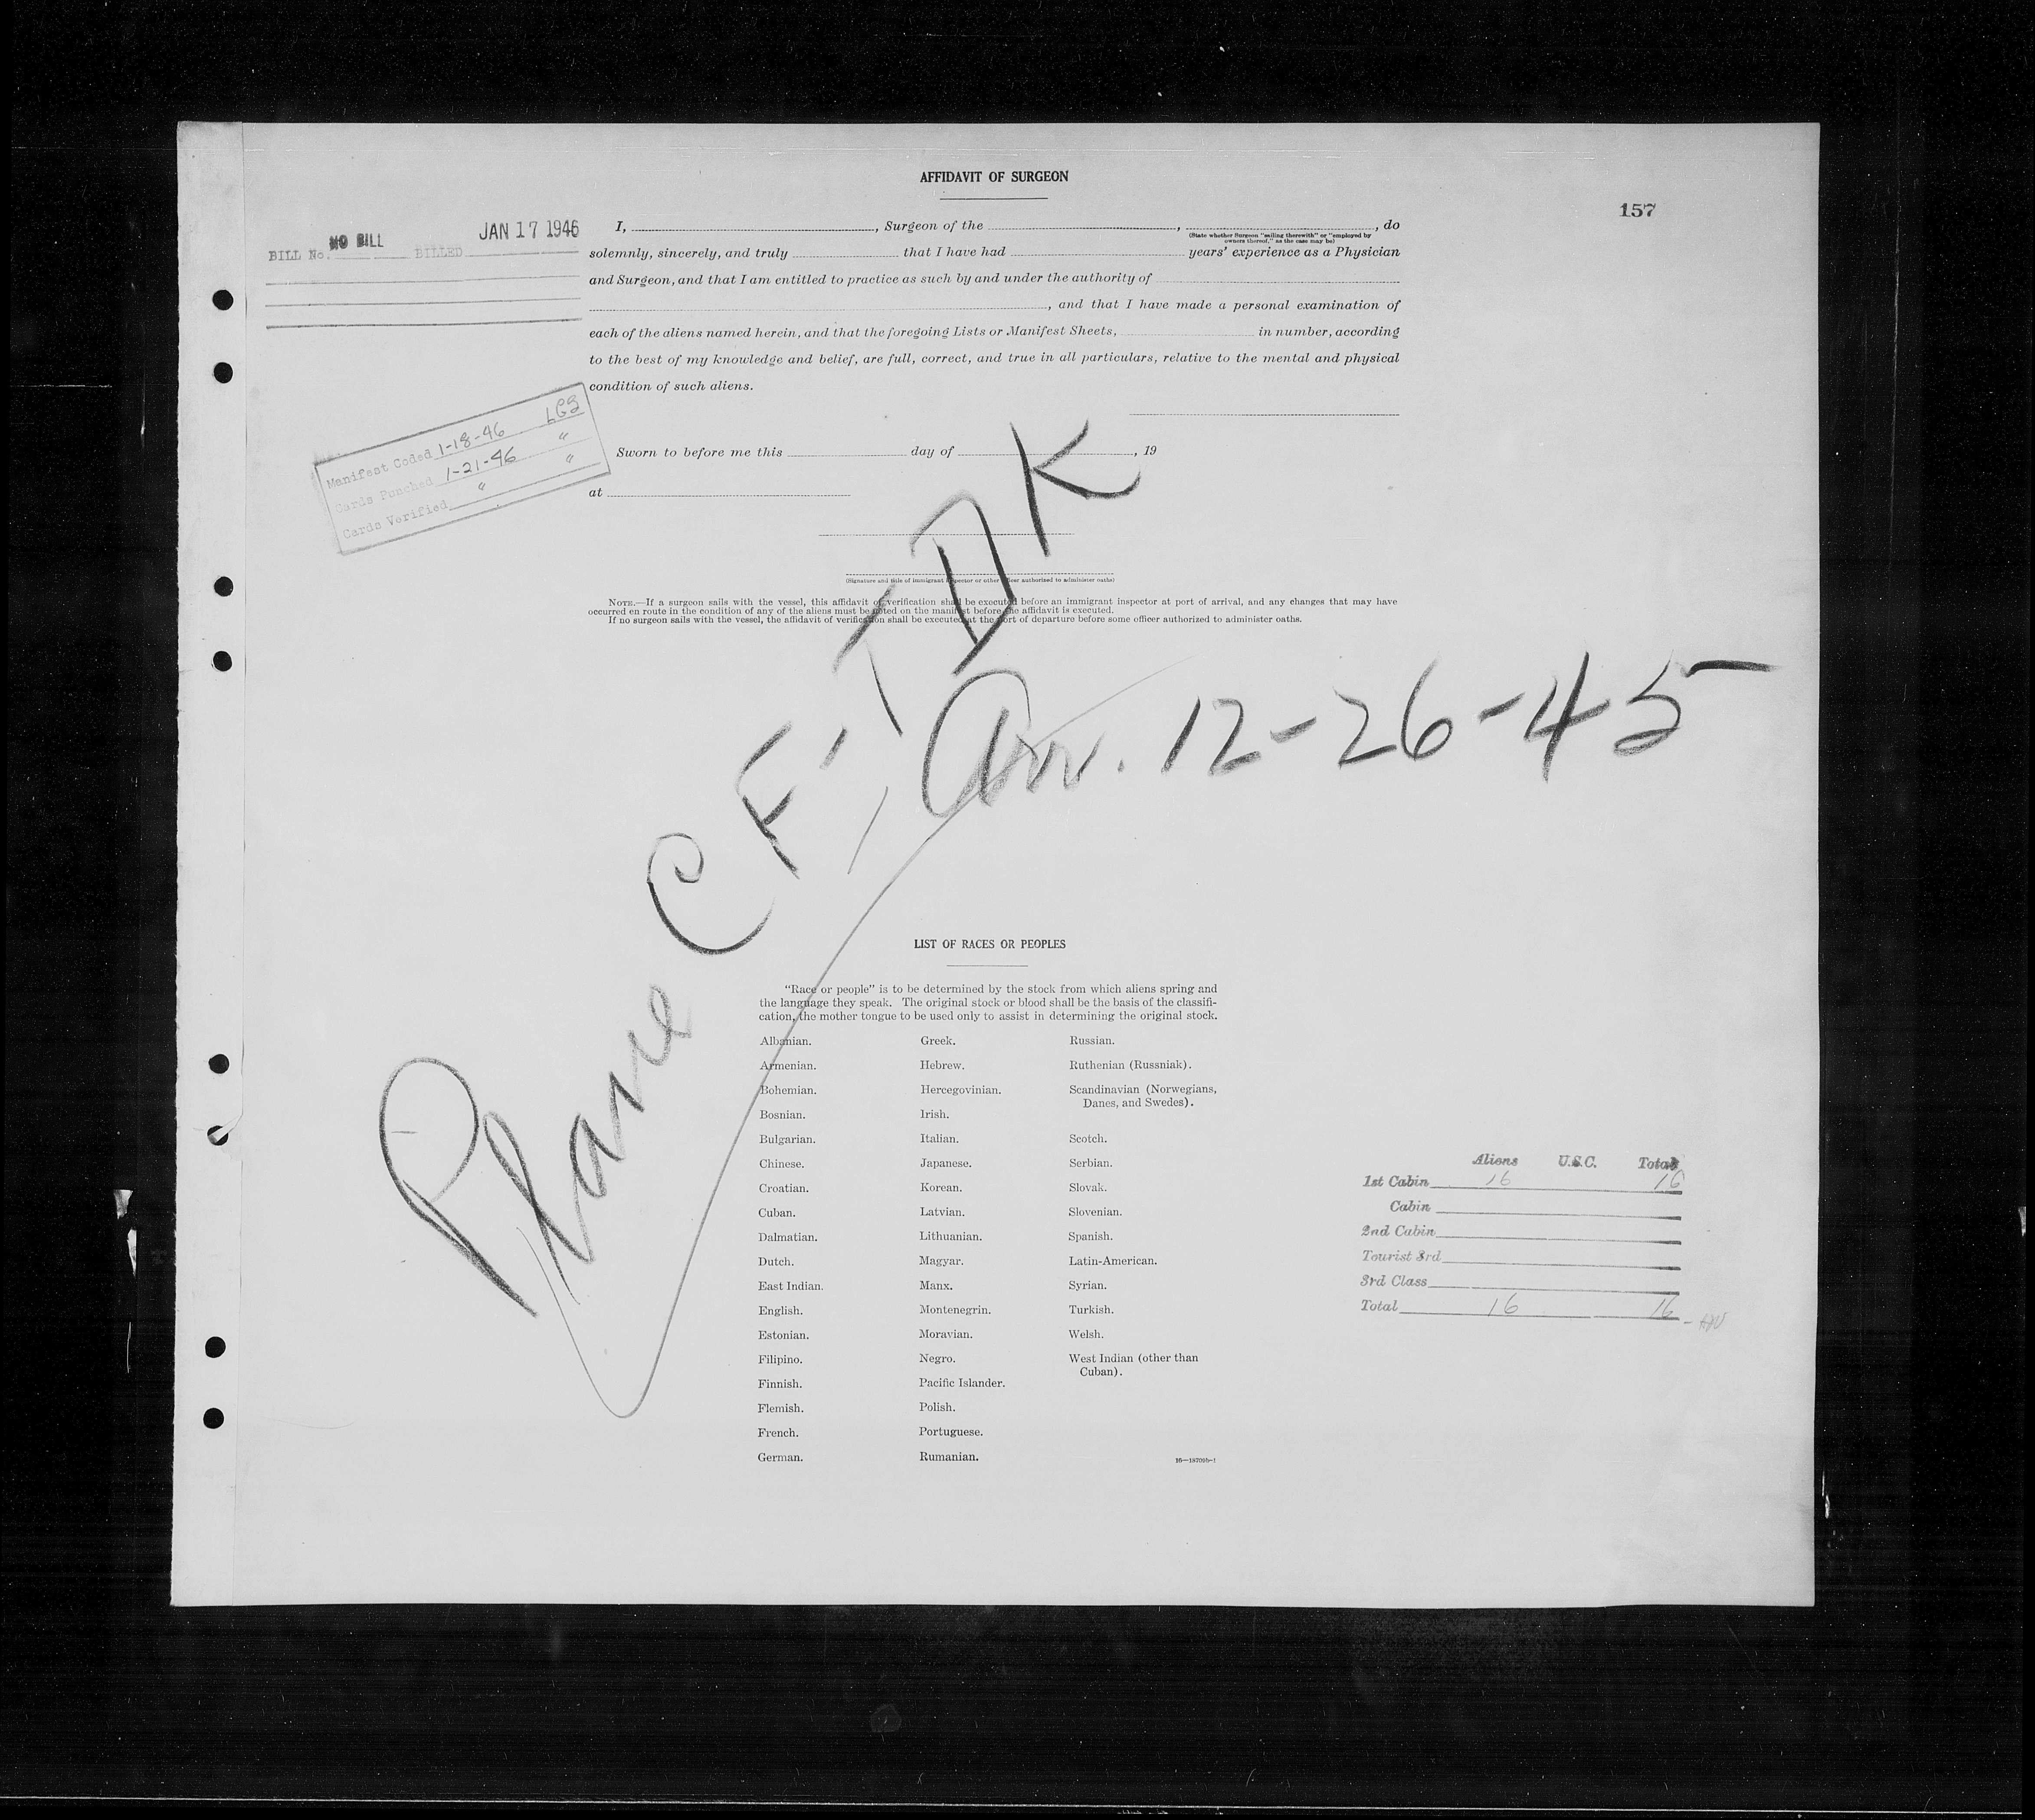 AFFIDAVIT OF SURGEON
157
BILL No. NO BILL BILLED JAN 17 1946
I, , Surgeon of the , , do
(State whether Surgeon "sailing therewith" or "employed by
owners thereof," as the case may be)
solemnly, sincerely, and truly that I have had years' experience as a Physician
and Surgeon, and that I am entitled to practice as such by and under the authority of
, and that I have made a personal examination of
each of the aliens named herein, and that the foregoing Lists or Manifest Sheets, in number, according
to the best of my knowledge and belief, are full, correct, and true in all particulars, relative to the mental and physical
condition of such aliens.
Manifest Coded 1-18-46
Cards Punched 1-21-46 "
Cards Verified " "
Sworn to before me this day of , 19
at
(Signature and title of immigrant inspector or other officer authorized to administer oaths)
NOTE.—If a surgeon sails with the vessel, this affidavit of verification shall be executed before an immigrant inspector at port of arrival, and any changes that may have
occurred en route in the condition of any of the aliens must be noted on the manifest before the affidavit is executed.
If no surgeon sails with the vessel, the affidavit of verification shall be executed at the port of departure before some officer authorized to administer oaths.
Plane CF-TDK
Arr. 12-26-45
LIST OF RACES OR PEOPLES
"Race or people" is to be determined by the stock from which aliens spring and
the language they speak. The original stock or blood shall be the basis of the classifi-
cation, the mother tongue to be used only to assist in determining the original stock.
Albanian.
Armenian.
Bohemian.
Bosnian.
Bulgarian.
Chinese.
Croatian.
Cuban.
Dalmatian.
Dutch.
East Indian.
English.
Estonian.
Filipino.
Finnish.
Flemish.
French.
German.
Greek.
Hebrew.
Hercegovinian.
Irish.
Italian.
Japanese.
Korean.
Latvian.
Lithuanian.
Magyar.
Manx.
Montenegrin.
Moravian.
Negro.
Pacific Islander.
Polish.
Portuguese.
Rumanian.
Russian.
Ruthenian (Russniak).
Scandinavian (Norwegians,
Danes, and Swedes).
Scotch.
Serbian.
Slovak.
Slovenian.
Spanish.
Latin-American.
Syrian.
Turkish.
Welsh.
West Indian (other than
Cuban).
Aliens U.S.C. Total
1st Cabin 16 16
Cabin
2nd Cabin
Tourist 3rd
3rd Class
Total 16 16